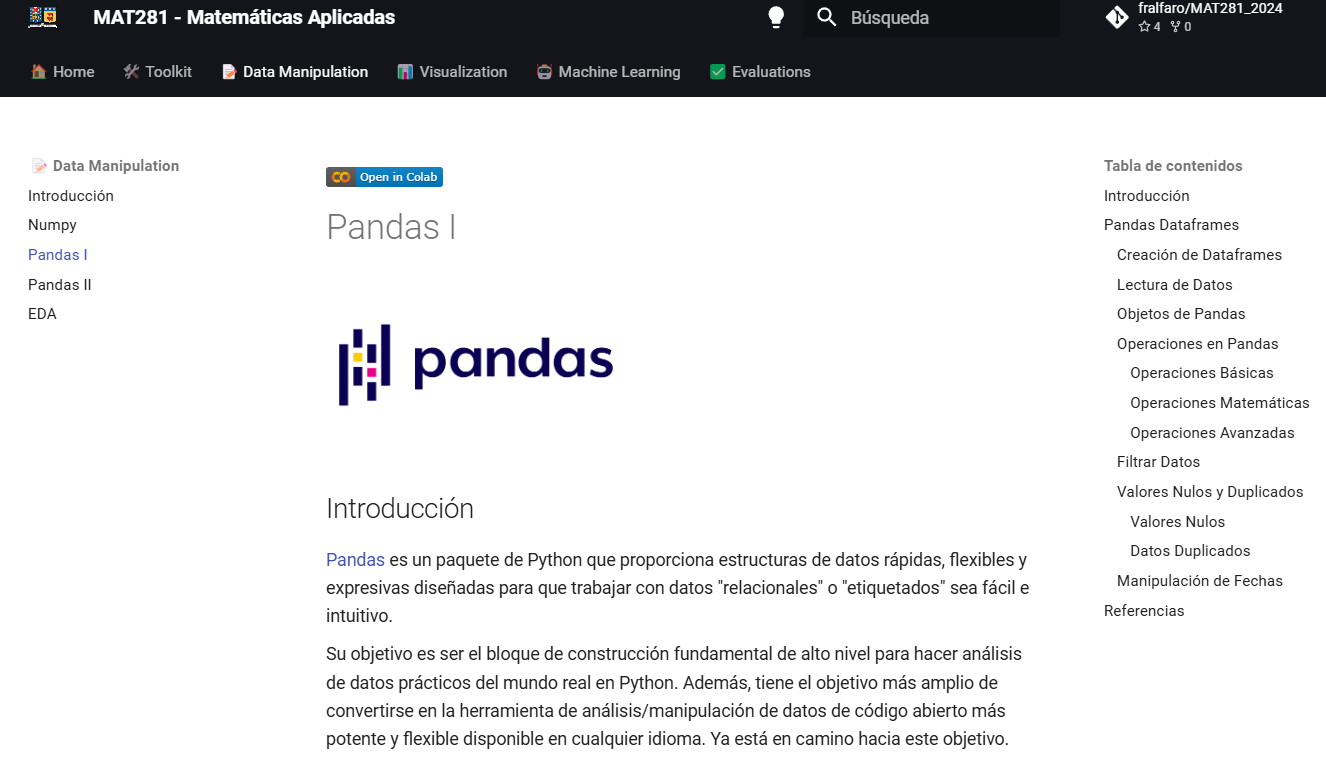 MAT281 - Matemáticas Aplicadas
Búsqueda
fralfaro/MAT281_2024
4 0
Home Toolkit Data Manipulation Visualization Machine Learning Evaluations
Data Manipulation
Introducción
Numpy
Pandas I
Pandas II
EDA
Open in Colab
Pandas I
pandas
Introducción
Pandas es un paquete de Python que proporciona estructuras de datos rápidas, flexibles y
expresivas diseñadas para que trabajar con datos "relacionales" o "etiquetados" sea fácil e
intuitivo.
Su objetivo es ser el bloque de construcción fundamental de alto nivel para hacer análisis
de datos prácticos del mundo real en Python. Además, tiene el objetivo más amplio de
convertirse en la herramienta de análisis/manipulación de datos de código abierto más
potente y flexible disponible en cualquier idioma. Ya está en camino hacia este objetivo.
Tabla de contenidos
Introducción
Pandas Dataframes
Creación de Dataframes
Lectura de Datos
Objetos de Pandas
Operaciones en Pandas
Operaciones Básicas
Operaciones Matemáticas
Operaciones Avanzadas
Filtrar Datos
Valores Nulos y Duplicados
Valores Nulos
Datos Duplicados
Manipulación de Fechas
Referencias